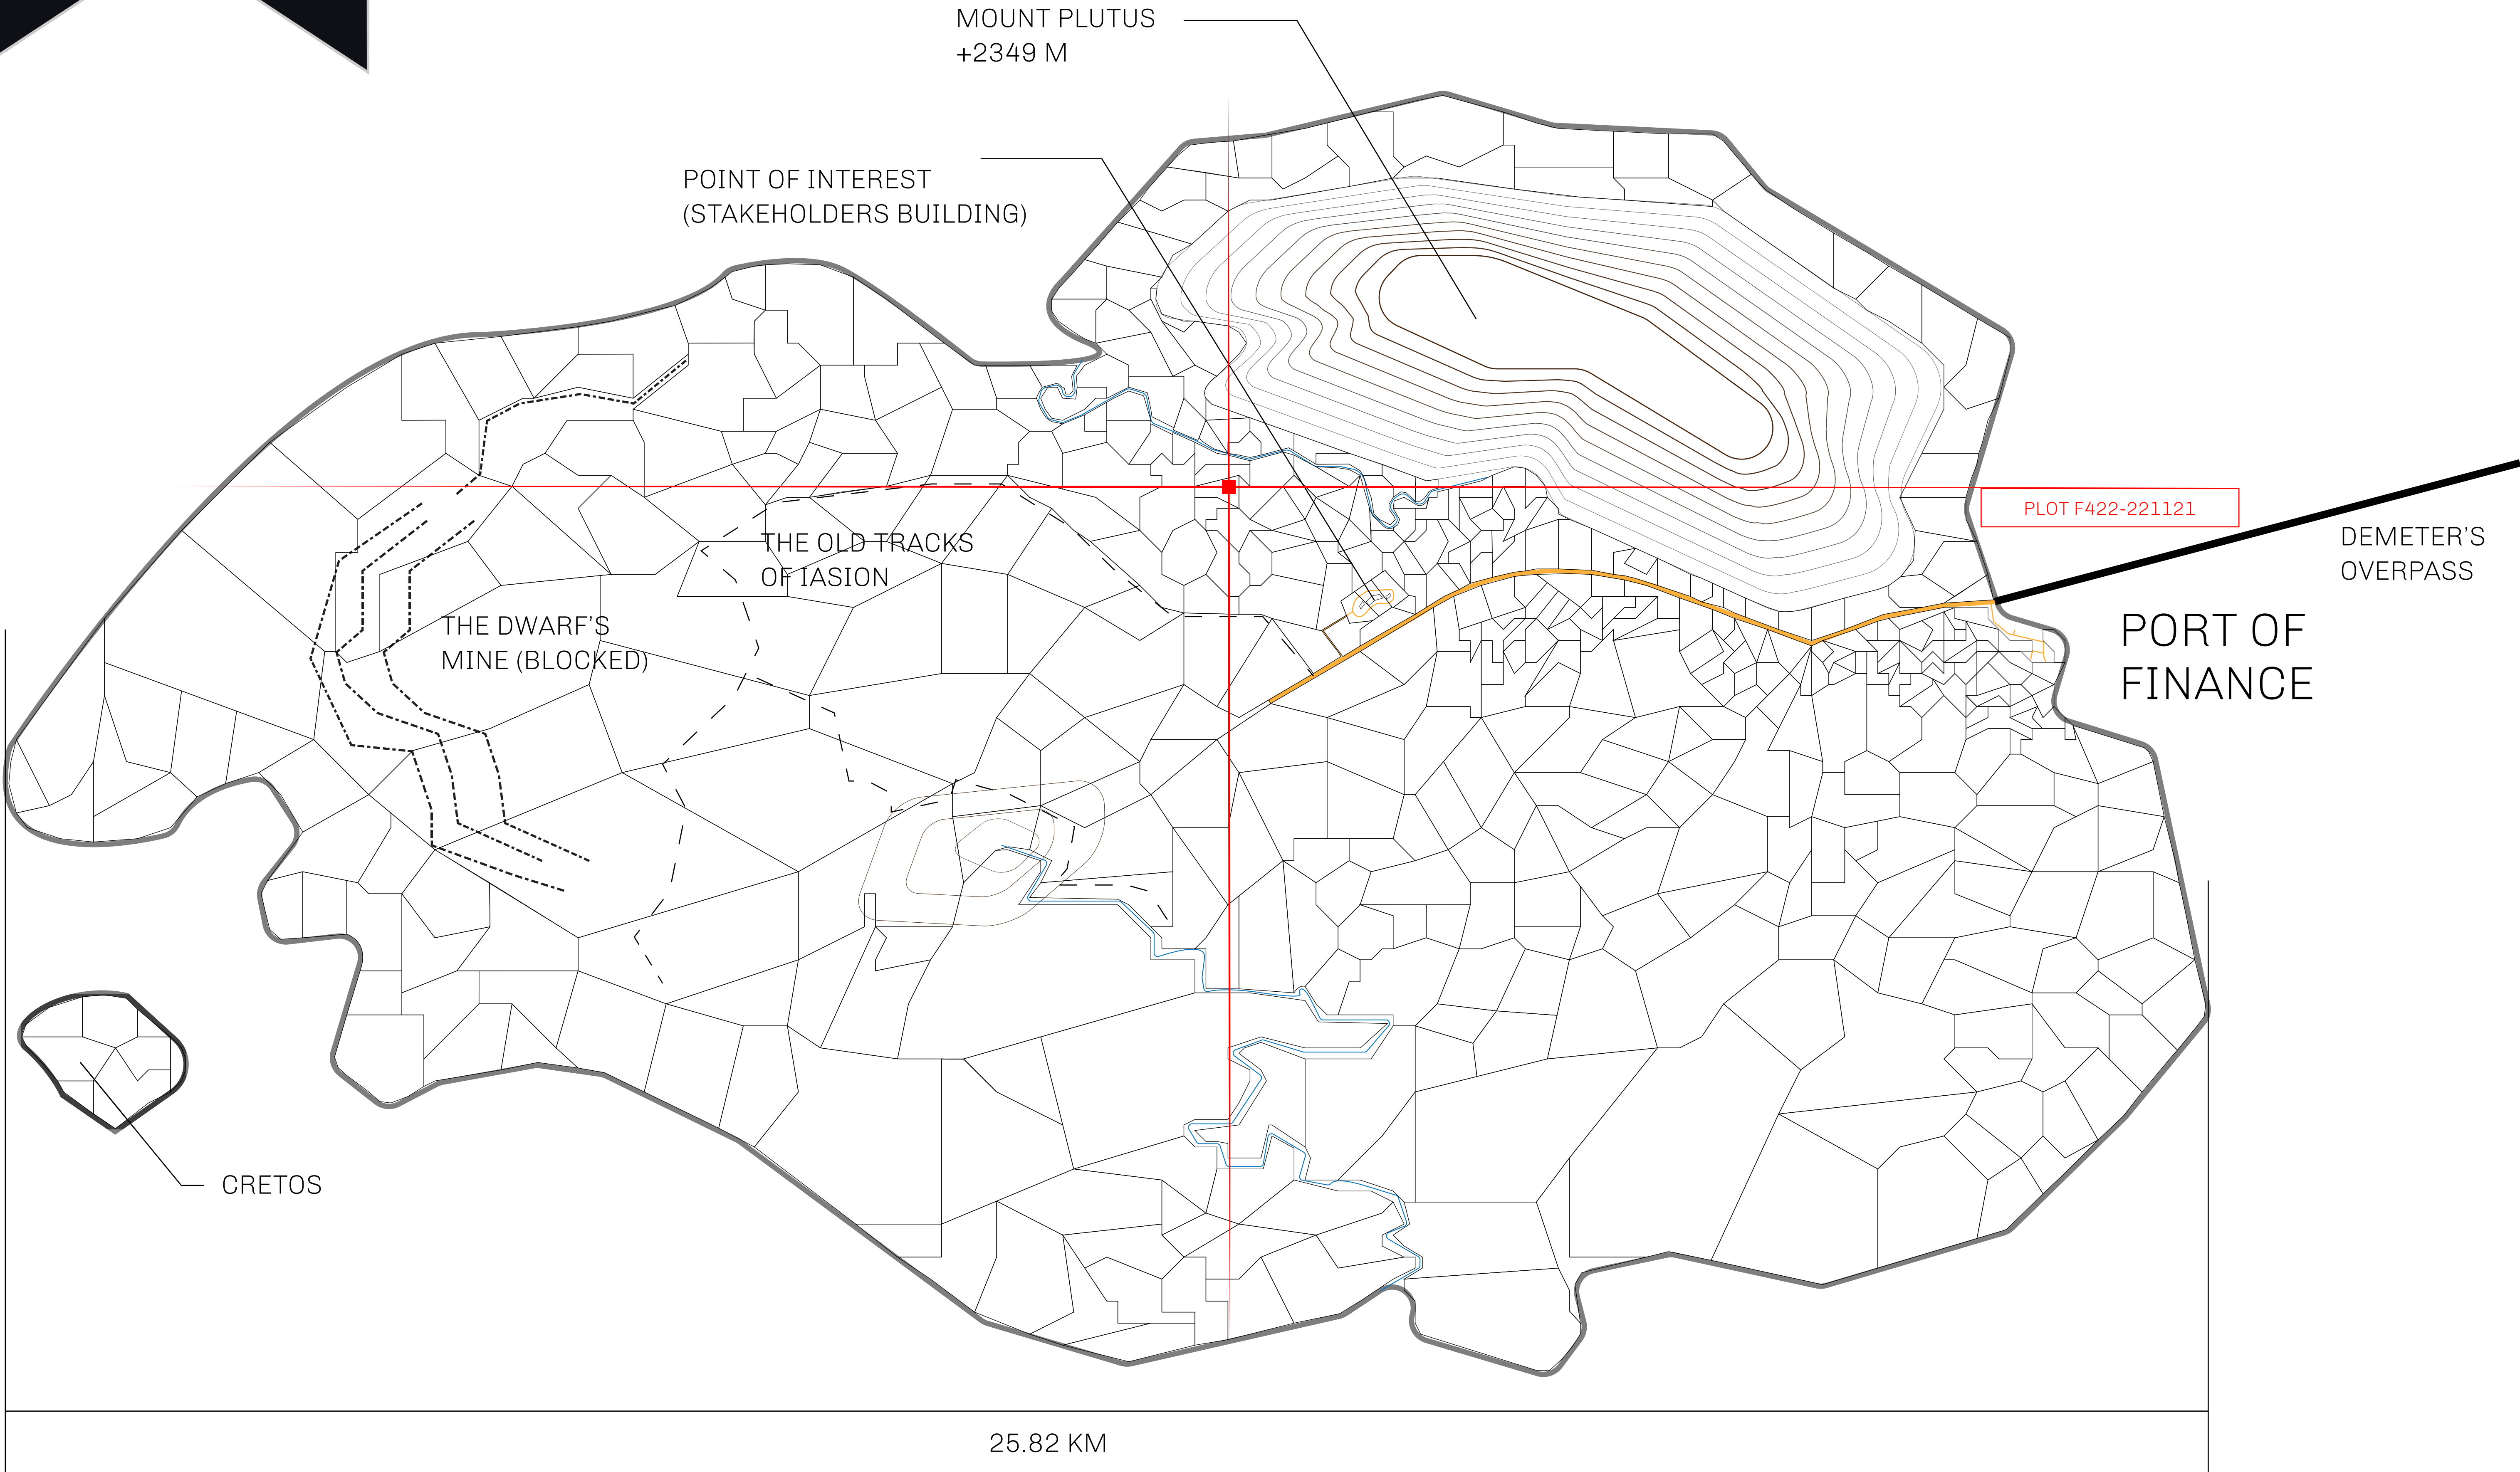 MOUNT PLUTUS
+2349 M
POINT OF INTEREST
(STAKEHOLDERS BUILDING)
PLOT F422-221121
DEMETER'S
OVERPASS
THE OLD TRACKS
OF IASION
THE DWARF'S
MINE (BLOCKED)
PORT OF
FINANCE
CRETOS
25.82 KM